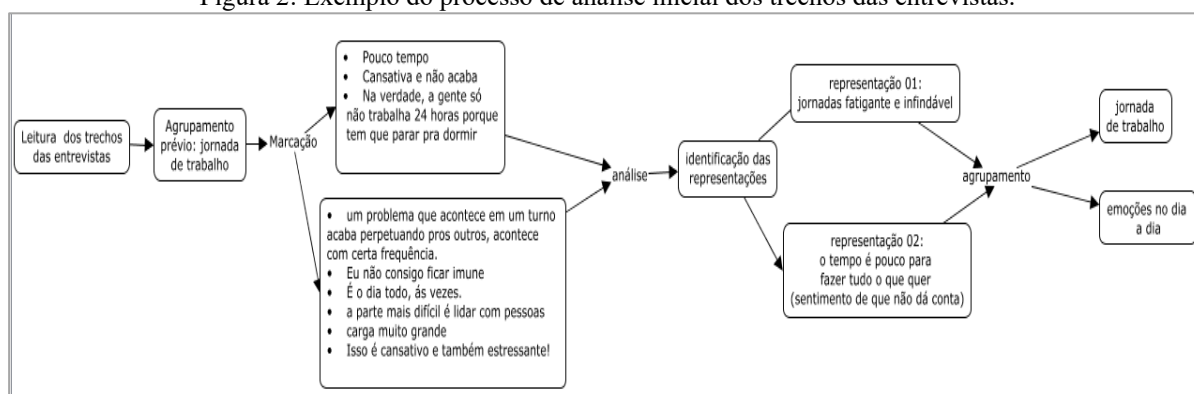 Figura 2: Exemplo do processo de análise inicial dos trechos das entrevistas.
Leitura dos trechos
das entrevistas
Agrupamento
prévio: jornada
de trabalho
Marcação
• Pouco tempo
• Cansativa e não acaba
• Na verdade, a gente só
não trabalha 24 horas porque
tem que parar pra dormir
• um problema que acontece em um turno
acaba perpetuando pros outros, acontece
com certa frequência.
• Eu não consigo ficar imune
• É o dia todo, ás vezes.
• a parte mais difícil é lidar com pessoas
• carga muito grande
• Isso é cansativo e também estressante!
análise
identificação das
representações
representação 01:
jornadas fatigante e infindável
representação 02:
o tempo é pouco para
fazer tudo o que quer
(sentimento de que não dá conta)
agrupamento
jornada
de trabalho
emoções no dia
a dia